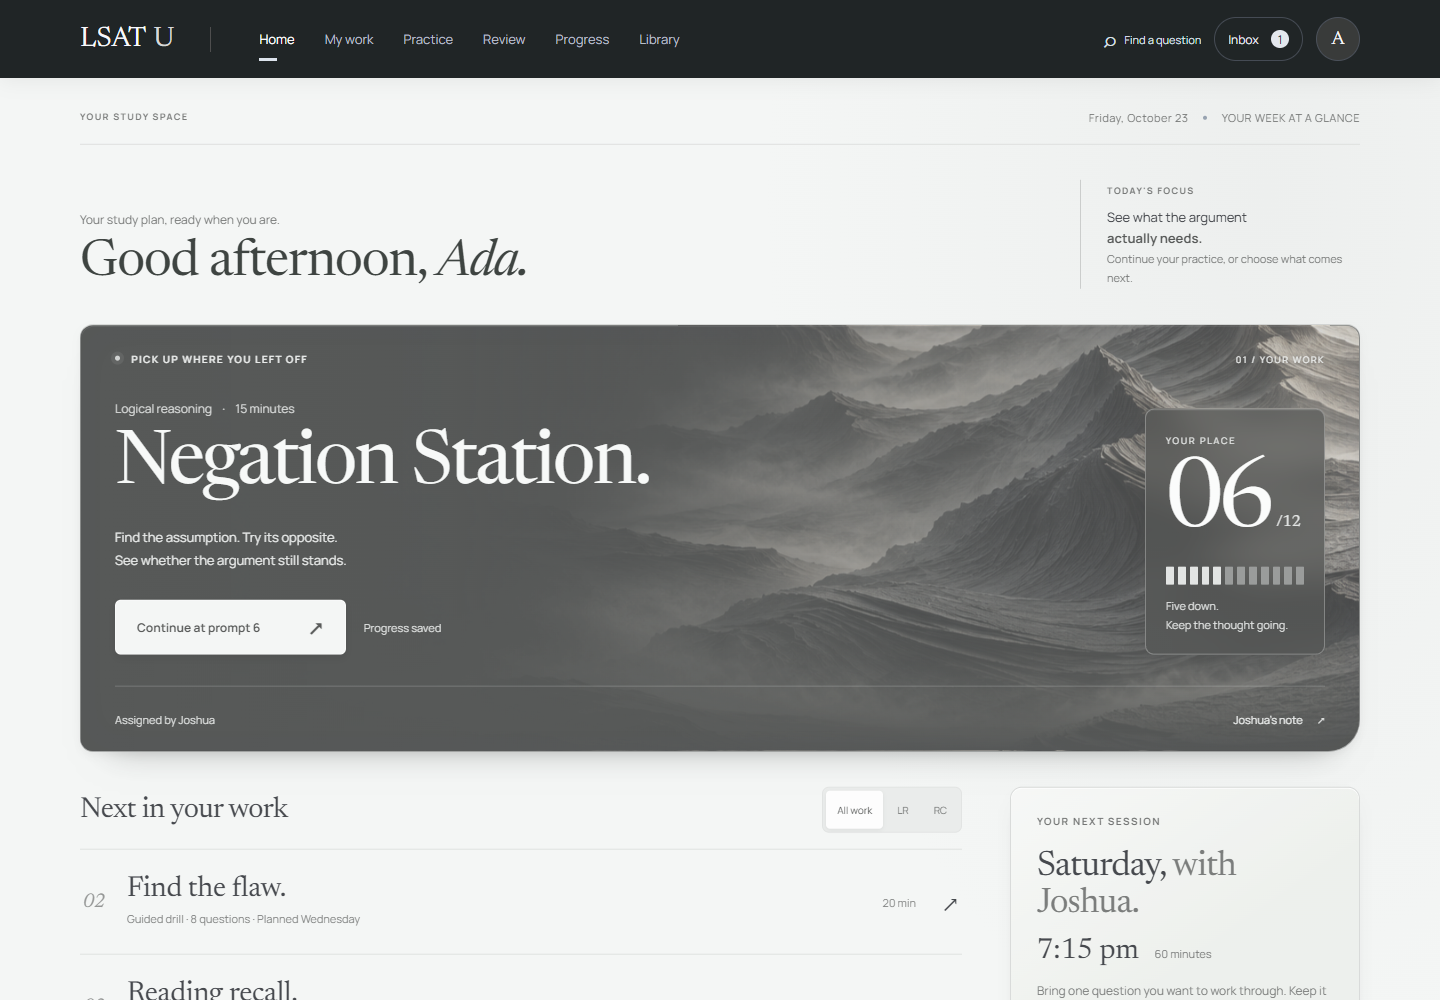 LSAT U
Home
My work
Practice
Review
Progress
Library
Find a question
Inbox 1
A
YOUR STUDY SPACE
Friday, October 23 • YOUR WEEK AT A GLANCE
Your study plan, ready when you are.
Good afternoon, Ada.
TODAY'S FOCUS
See what the argument
actually needs.
Continue your practice, or choose what comes
next.
PICK UP WHERE YOU LEFT OFF
01 / YOUR WORK
Logical reasoning · 15 minutes
Negation Station.
Find the assumption. Try its opposite.
See whether the argument still stands.
Continue at prompt 6 ↗
Progress saved
YOUR PLACE
06 /12
Five down.
Keep the thought going.
Assigned by Joshua
Joshua's note ↗
Next in your work
All work
LR
RC
02
Find the flaw.
Guided drill · 8 questions · Planned Wednesday
20 min ↗
Reading recall.
YOUR NEXT SESSION
Saturday, with
Joshua.
7:15 pm 60 minutes
Bring one question you want to work through. Keep it